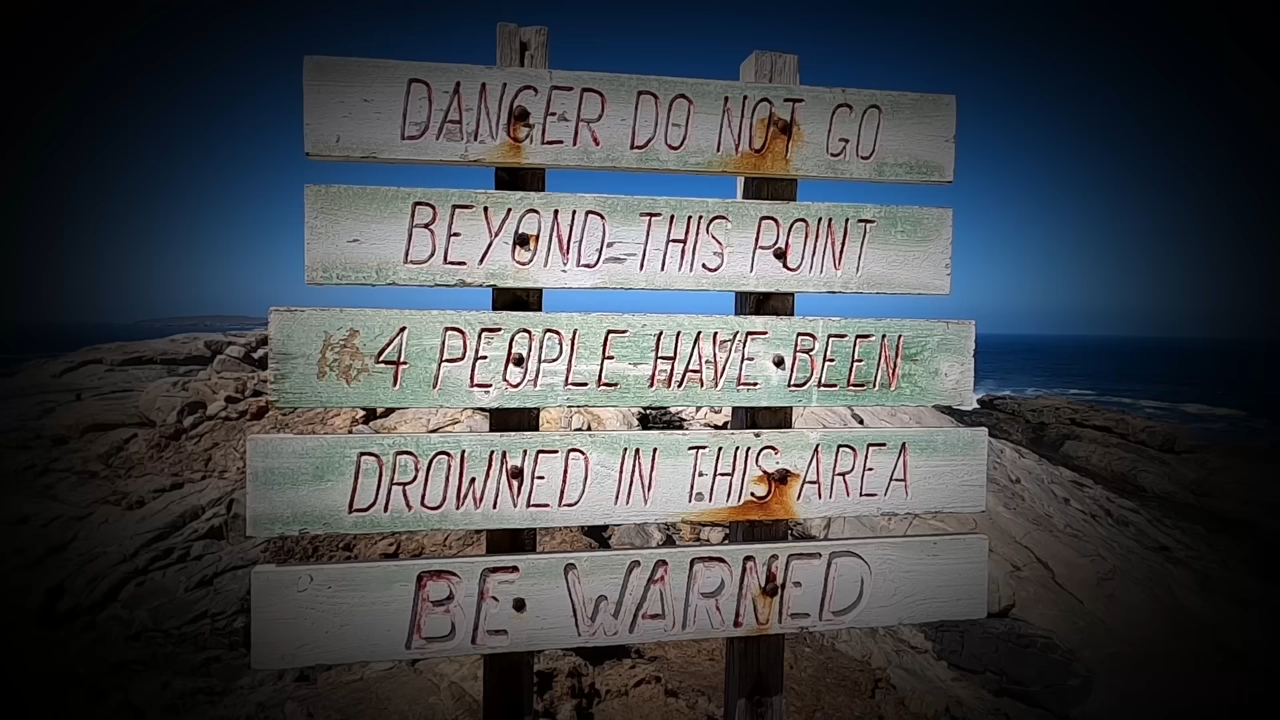 DANGER DO NOT GO
BEYOND THIS POINT
4 PEOPLE HAVE BEEN
DROWNED IN THIS AREA
BE WARNED